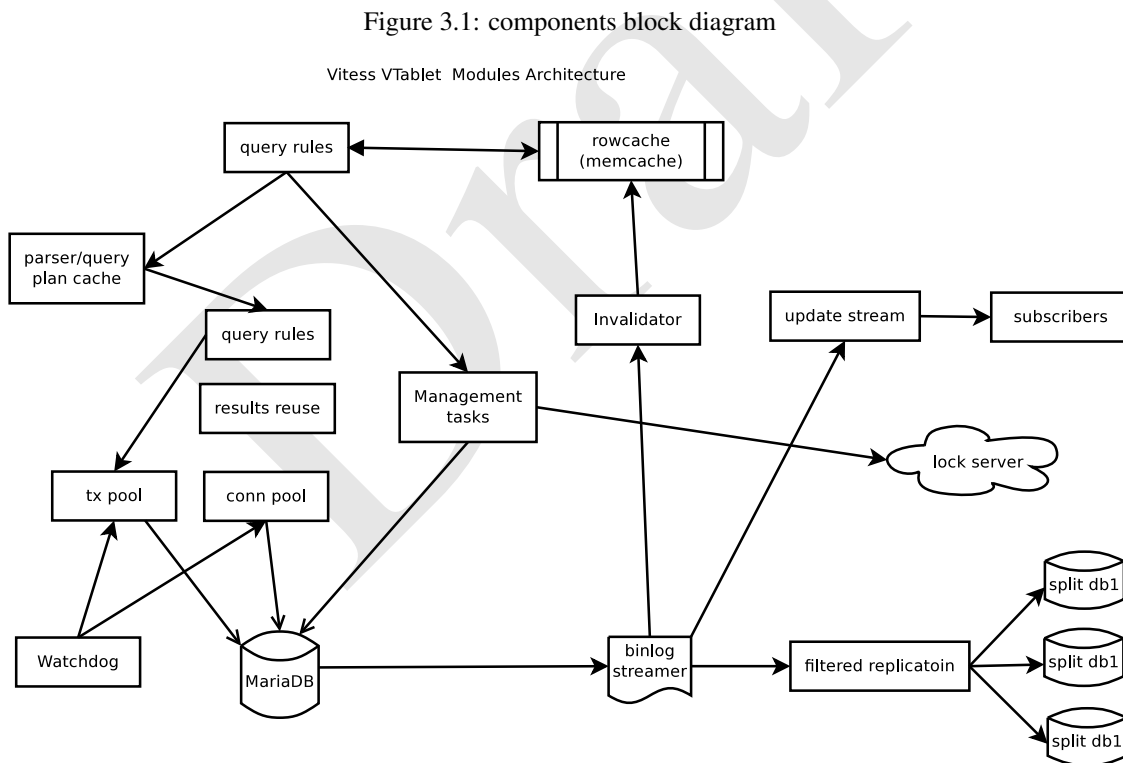 Figure 3.1: components block diagram
Vitess VTablet Modules Architecture
query rules
rowcache
(memcache)
parser/query
plan cache
query rules
Invalidator
update stream
subscribers
results reuse
Management
tasks
lock server
tx pool
conn pool
split db1
Watchdog
MariaDB
binlog
streamer
filtered replicatoin
split db1
split db1
Draf